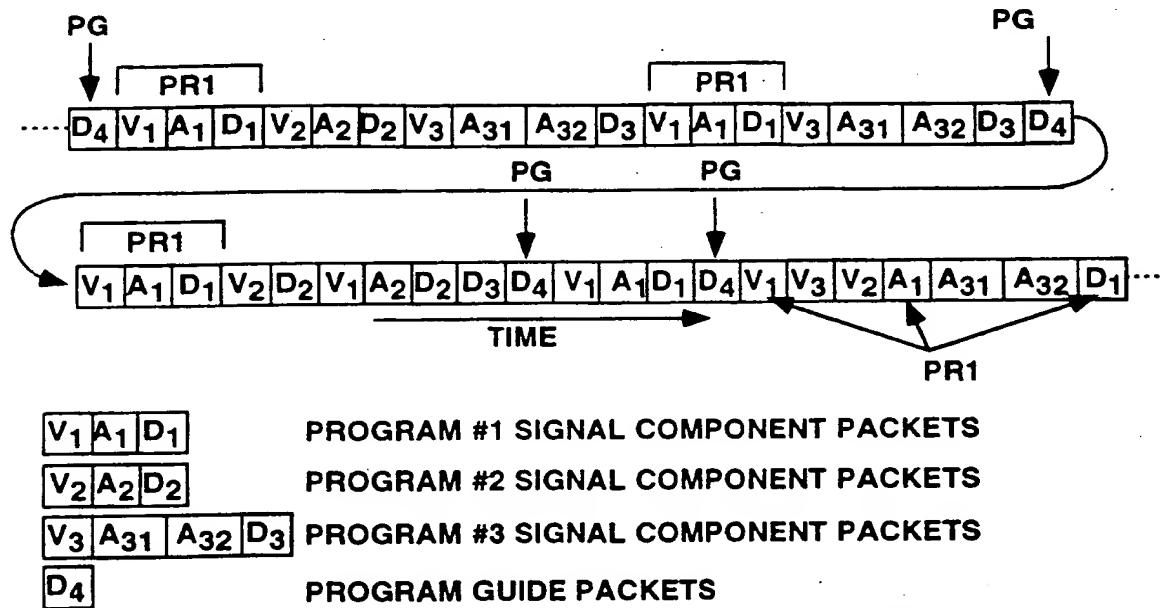 PG PG
PR1 PR1
D4 V1 A1 D1 V2 A2 D2 V3 A31 A32 D3 V1 A1 D1 V3 A31 A32 D3 D4
PG PG
PR1
V1 A1 D1 V2 D2 V1 A2 D2 D3 D4 V1 A1 D1 D4 V1 V3 V2 A1 A31 A32 D1
TIME
PR1
V1 A1 D1 PROGRAM #1 SIGNAL COMPONENT PACKETS
V2 A2 D2 PROGRAM #2 SIGNAL COMPONENT PACKETS
V3 A31 A32 D3 PROGRAM #3 SIGNAL COMPONENT PACKETS
D4 PROGRAM GUIDE PACKETS